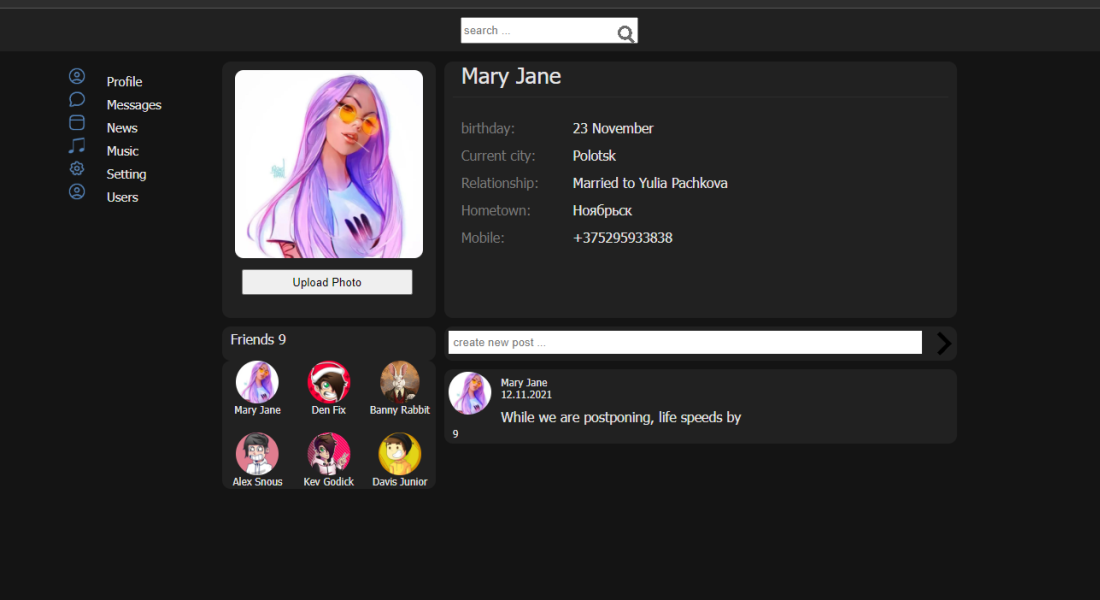 search ...
Profile
Messages
News
Music
Setting
Users
Upload Photo
Mary Jane
birthday: 23 November
Current city: Polotsk
Relationship: Married to Yulia Pachkova
Hometown: Ноябрьск
Mobile: +375295933838
Friends 9
Mary Jane Den Fix Banny Rabbit
Alex Snous Kev Godick Davis Junior
create new post ...
Mary Jane
12.11.2021
While we are postponing, life speeds by
9